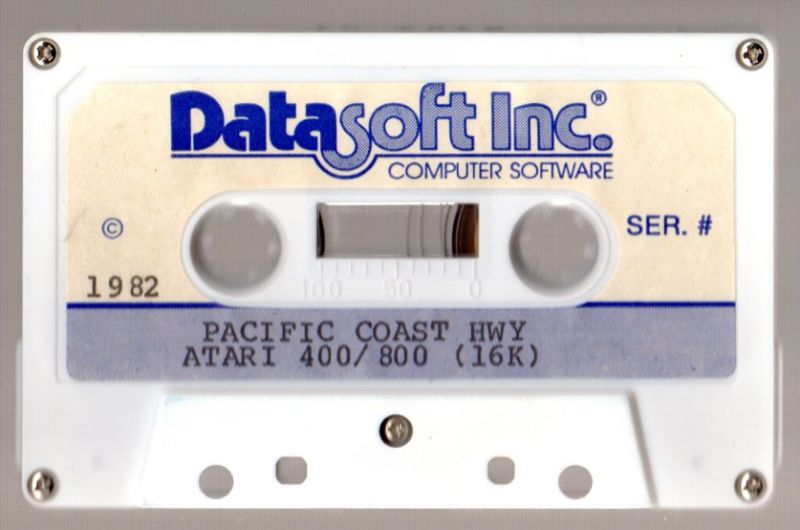 Datasoft Inc.®
COMPUTER SOFTWARE
©
SER. #
1982
100 50 0
PACIFIC COAST HWY
ATARI 400/800 (16K)